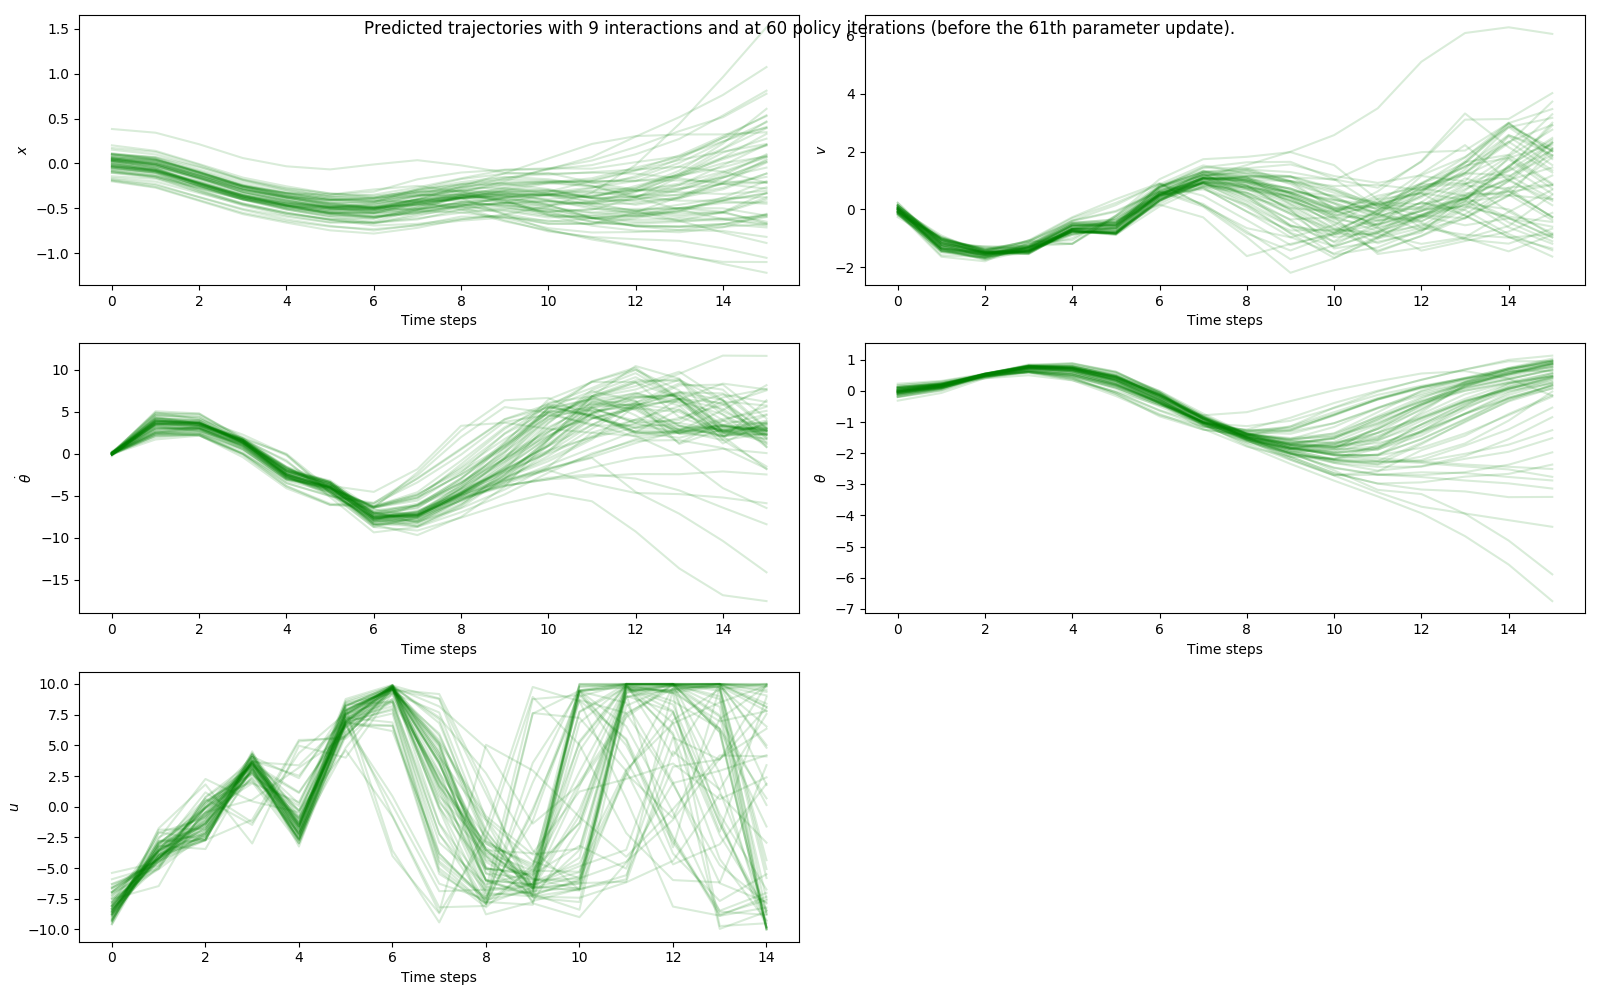 Predicted trajectories with 9 interactions and at 60 policy iterations (before the 61th parameter update).
1.5
1.0
0.5
0.0
−0.5
−1.0
x
0 2 4 6 8 10 12 14
Time steps
6
4
2
0
−2
v
0 2 4 6 8 10 12 14
Time steps
10
5
0
−5
−10
−15
θ̇
0 2 4 6 8 10 12 14
Time steps
1
0
−1
−2
−3
−4
−5
−6
−7
θ
0 2 4 6 8 10 12 14
Time steps
10.0
7.5
5.0
2.5
0.0
−2.5
−5.0
−7.5
−10.0
u
0 2 4 6 8 10 12 14
Time steps